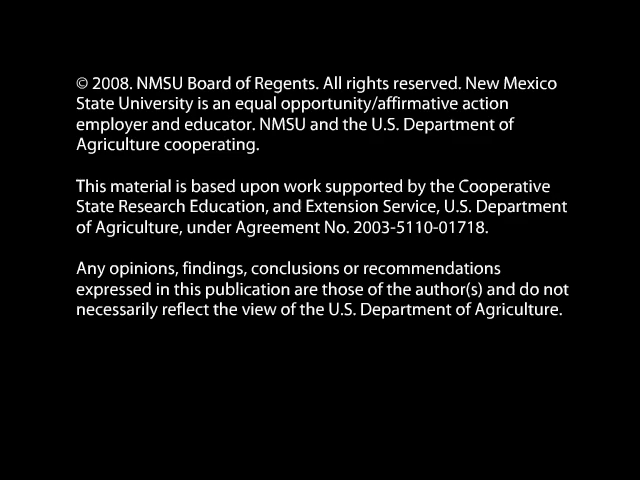 © 2008. NMSU Board of Regents. All rights reserved. New Mexico
State University is an equal opportunity/affirmative action
employer and educator. NMSU and the U.S. Department of
Agriculture cooperating.
This material is based upon work supported by the Cooperative
State Research Education, and Extension Service, U.S. Department
of Agriculture, under Agreement No. 2003-5110-01718.
Any opinions, findings, conclusions or recommendations
expressed in this publication are those of the author(s) and do not
necessarily reflect the view of the U.S. Department of Agriculture.